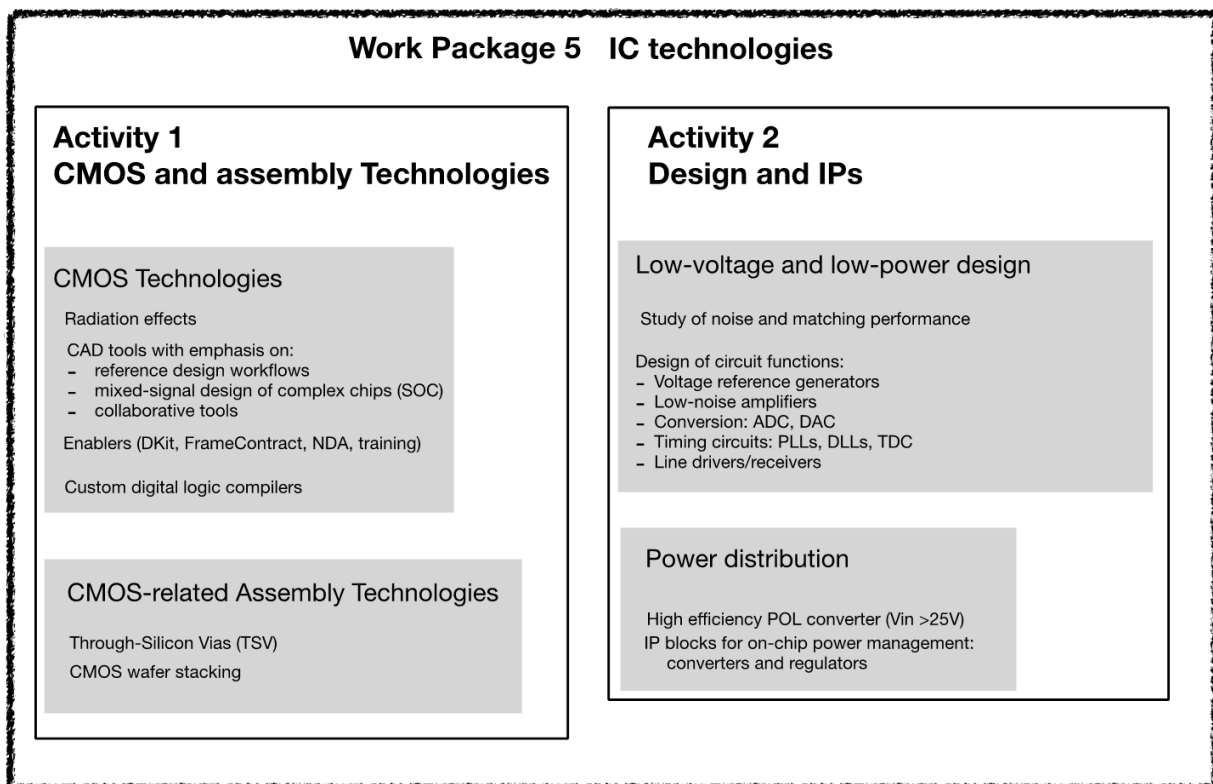 Work Package 5 IC technologies
Activity 1
CMOS and assembly Technologies
CMOS Technologies
Radiation effects
CAD tools with emphasis on:
- reference design workflows
- mixed-signal design of complex chips (SOC)
- collaborative tools
Enablers (DKit, FrameContract, NDA, training)
Custom digital logic compilers
CMOS-related Assembly Technologies
Through-Silicon Vias (TSV)
CMOS wafer stacking
Activity 2
Design and IPs
Low-voltage and low-power design
Study of noise and matching performance
Design of circuit functions:
- Voltage reference generators
- Low-noise amplifiers
- Conversion: ADC, DAC
- Timing circuits: PLLs, DLLs, TDC
- Line drivers/receivers
Power distribution
High efficiency POL converter (Vin >25V)
IP blocks for on-chip power management:
converters and regulators